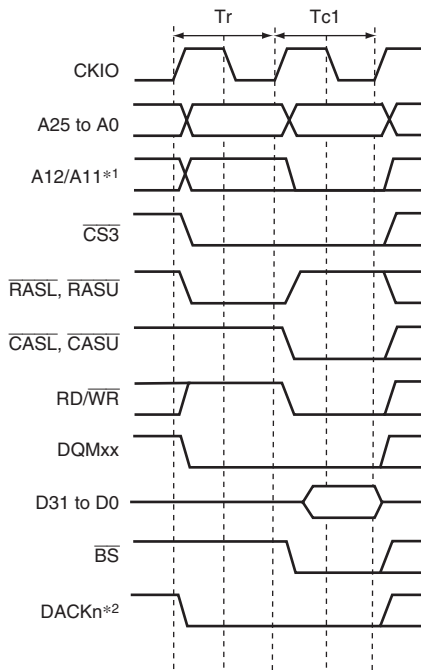 Tr Tc1
CKIO
A25 to A0
A12/A11*1
CS3
RASL, RASU
CASL, CASU
RD/WR
DQMxx
D31 to D0
BS
DACKn*2